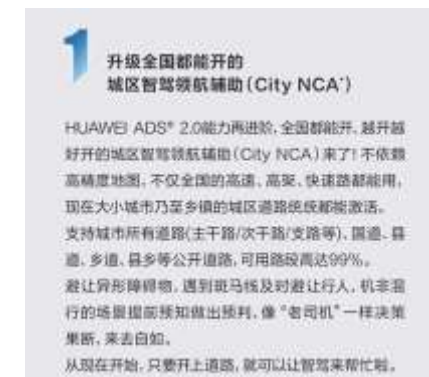 1
升级全国都能开的
城区智驾领航辅助(City NCA*)
HUAWEI ADS® 2.0能力再进阶,全国都能开,越开越
好开的城区智驾领航辅助(City NCA)来了!不依赖
高精度地图,不仅全国的高速、高架、快速路都能用,
现在大小城市乃至乡镇的城区道路统统都能激活。
支持城市所有道路(主干路/次干路/支路等)、国道、县
道、乡道、县乡等公开道路,可用路段高达99%。
避让异形障碍物,遇到斑马线及时避让行人,机非混
行的场景提前预知做出预判,像“老司机”一样决策
果断,来去自如。
从现在开始,只要开上道路,就可以让智驾来帮忙啦。